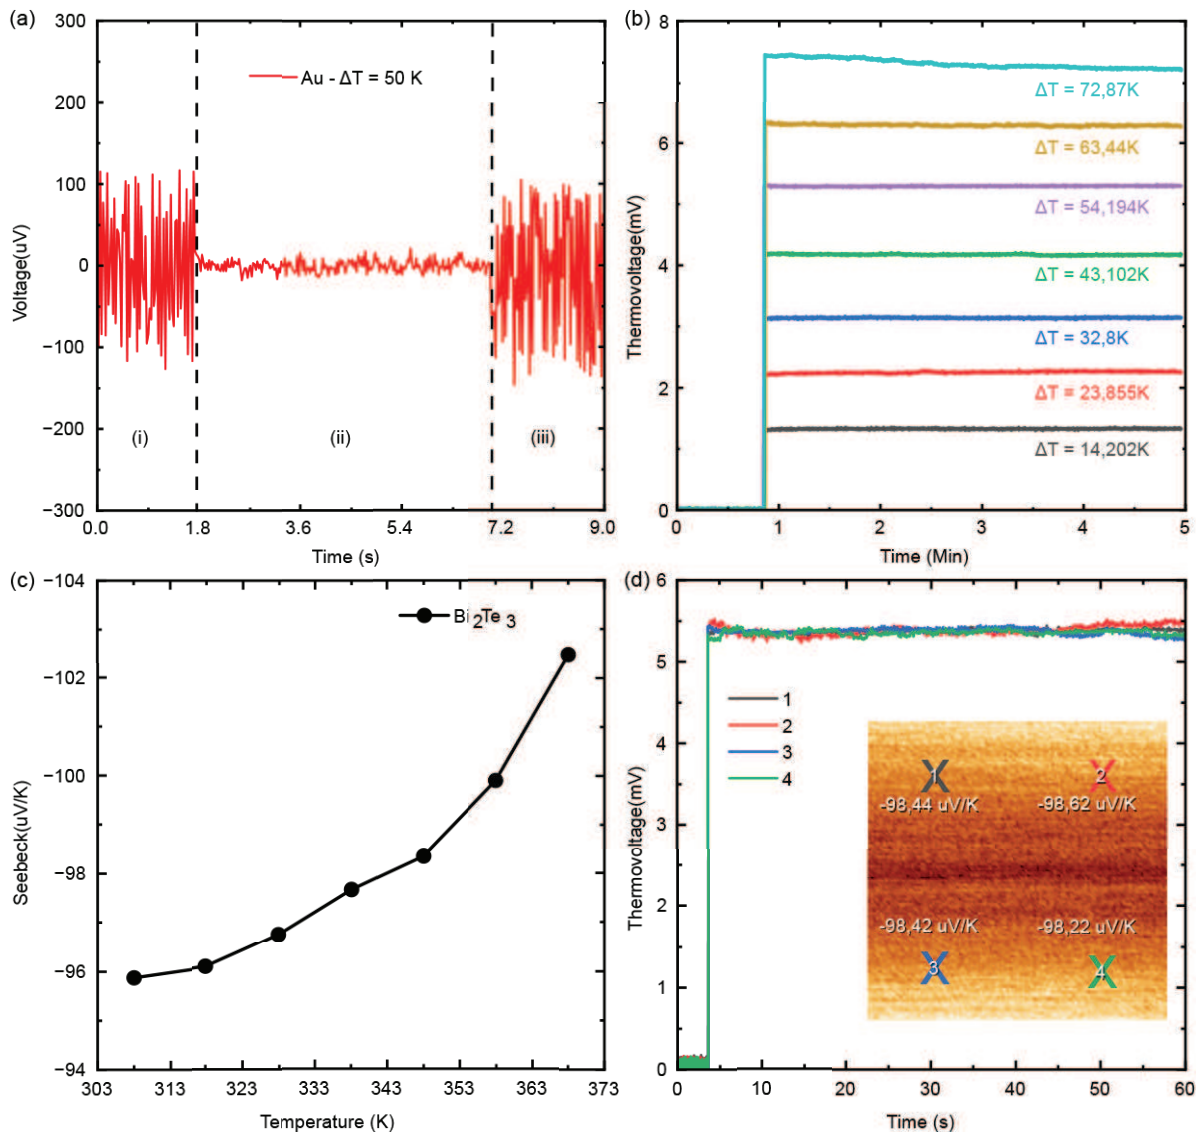 (a)
300
200
100
0
−100
−200
−300
Voltage(uV)
Au - ΔT = 50 K
(i)
(ii)
(iii)
0.0
1.8
3.6
5.4
7.2
9.0
Time (s)
(b)
8
6
4
2
0
Thermovoltage(mV)
ΔT = 72,87K
ΔT = 63,44K
ΔT = 54,194K
ΔT = 43,102K
ΔT = 32,8K
ΔT = 23,855K
ΔT = 14,202K
0
1
2
3
4
5
Time (Min)
(c)
−104
−102
−100
−98
−96
−94
Seebeck(uV/K)
Bi 2Te 3
303
313
323
333
343
353
363
373
Temperature (K)
(d)
6
5
4
3
2
1
0
Thermovoltage(mV)
1
2
3
4
1
2
-98,44 uV/K
-98,62 uV/K
-98,42 uV/K
-98,22 uV/K
3
4
0
10
20
30
40
50
60
Time (s)